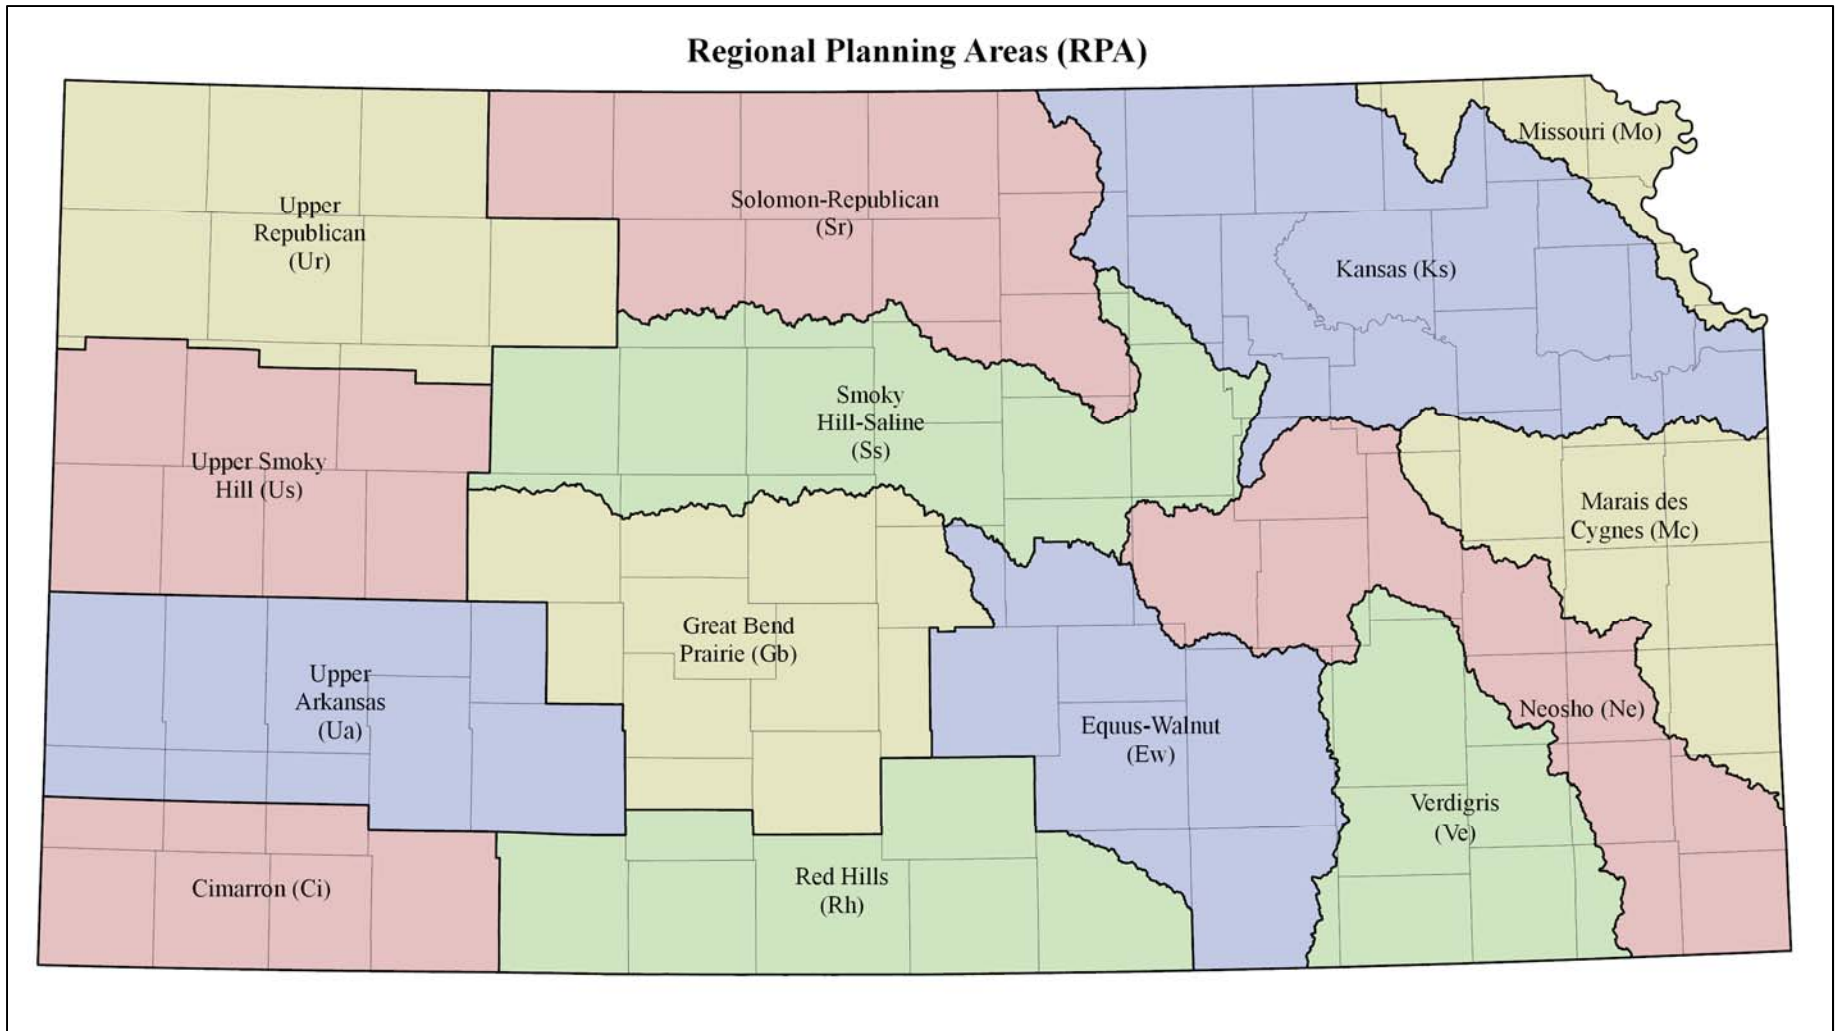 Regional Planning Areas (RPA)
Missouri (Mo)
Upper
Republican
(Ur)
Solomon-Republican
(Sr)
Kansas (Ks)
Smoky
Hill-Saline
(Ss)
Upper Smoky
Hill (Us)
Marais des
Cygnes (Mc)
Great Bend
Prairie (Gb)
Upper
Arkansas
(Ua)
Equus-Walnut
(Ew)
Neosho (Ne)
Verdigris
(Ve)
Cimarron (Ci)
Red Hills
(Rh)